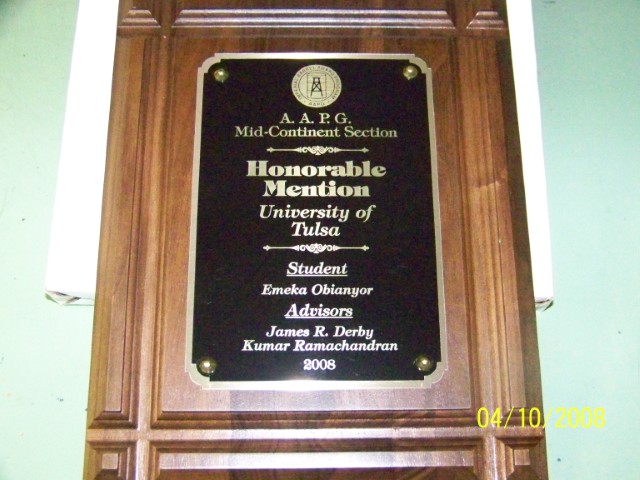 A. A. P. G.
Mid-Continent Section
Honorable
Mention
University of
Tulsa
Student
Emeka Obianyor
Advisors
James R. Derby
Kumar Ramachandran
2008
04/10/2008